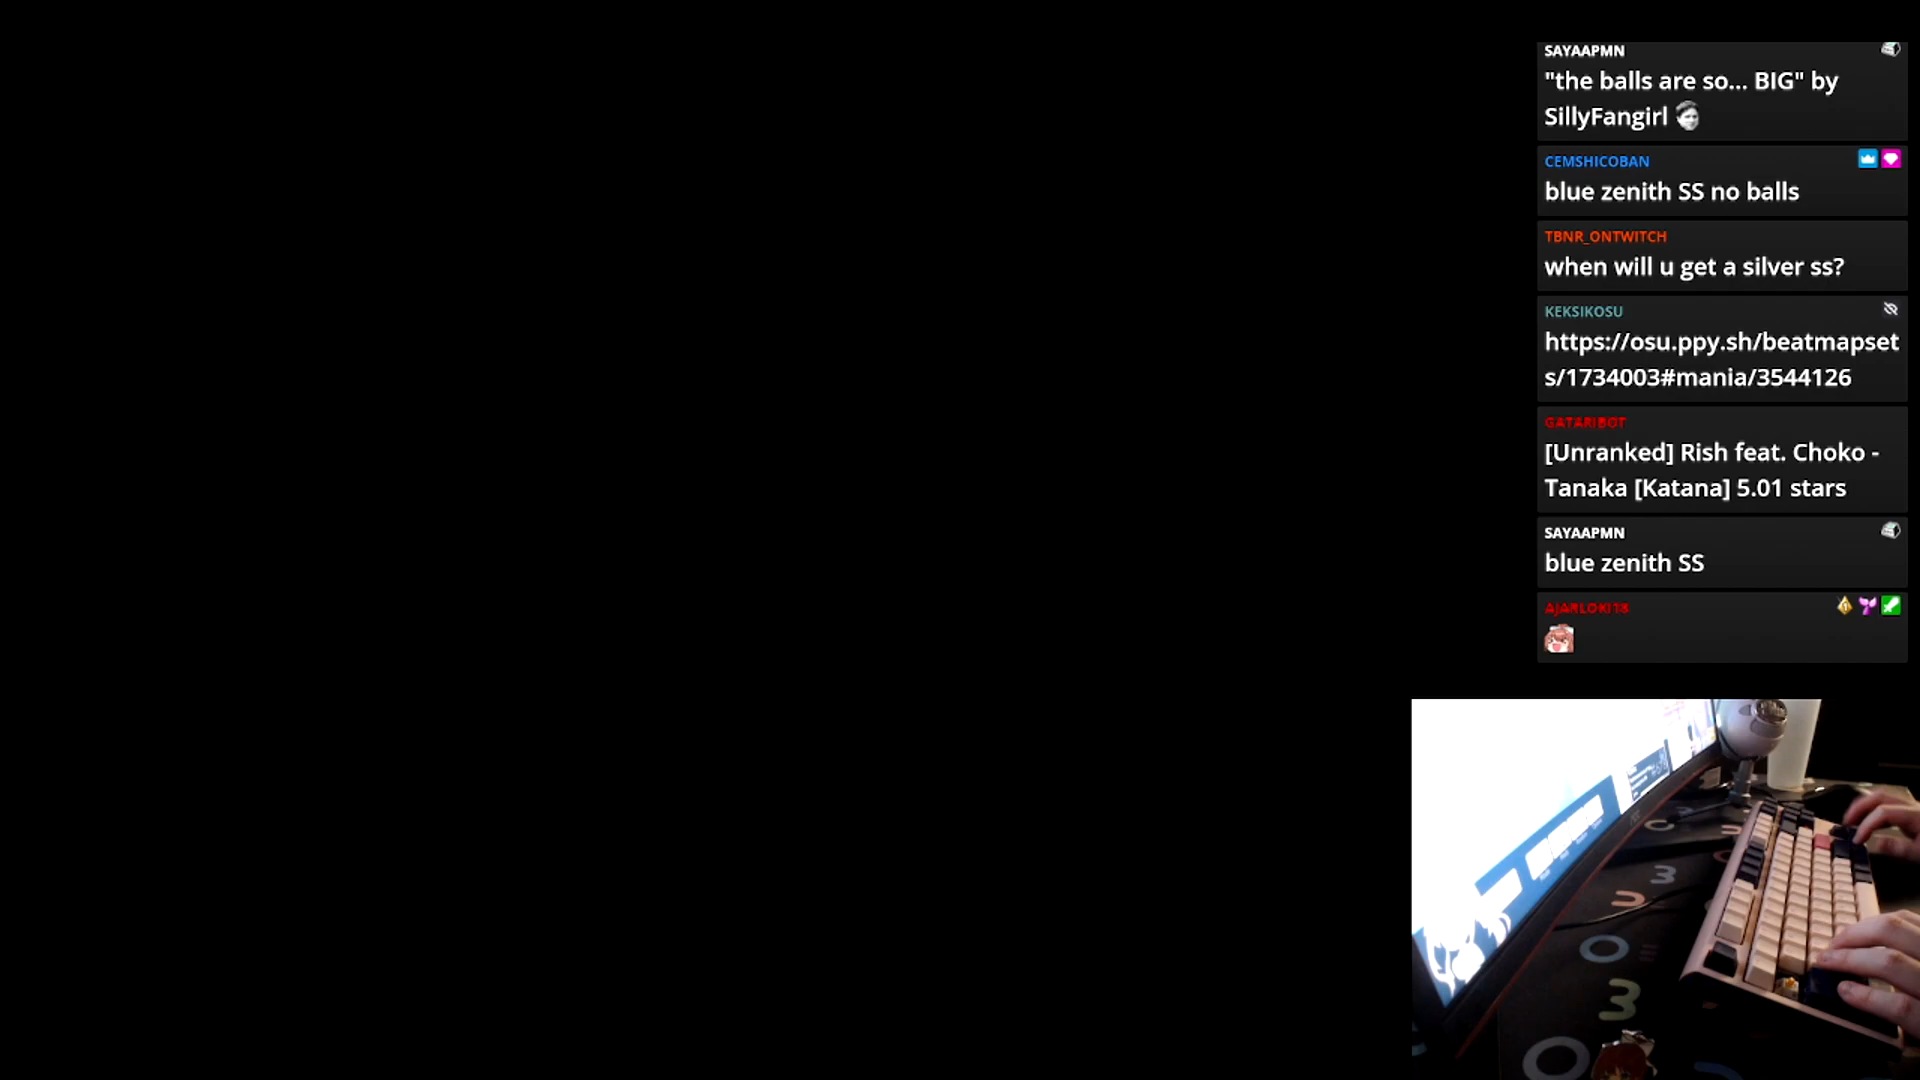 SAYAAPMN
"the balls are so... BIG" by
SillyFangirl
CEMSHICOBAN
blue zenith SS no balls
TBNR_ONTWITCH
when will u get a silver ss?
KEKSIKOSU
https://osu.ppy.sh/beatmapset
s/1734003#mania/3544126
GATARIBOT
[Unranked] Rish feat. Choko -
Tanaka [Katana] 5.01 stars
SAYAAPMN
blue zenith SS
AJARLOKI18